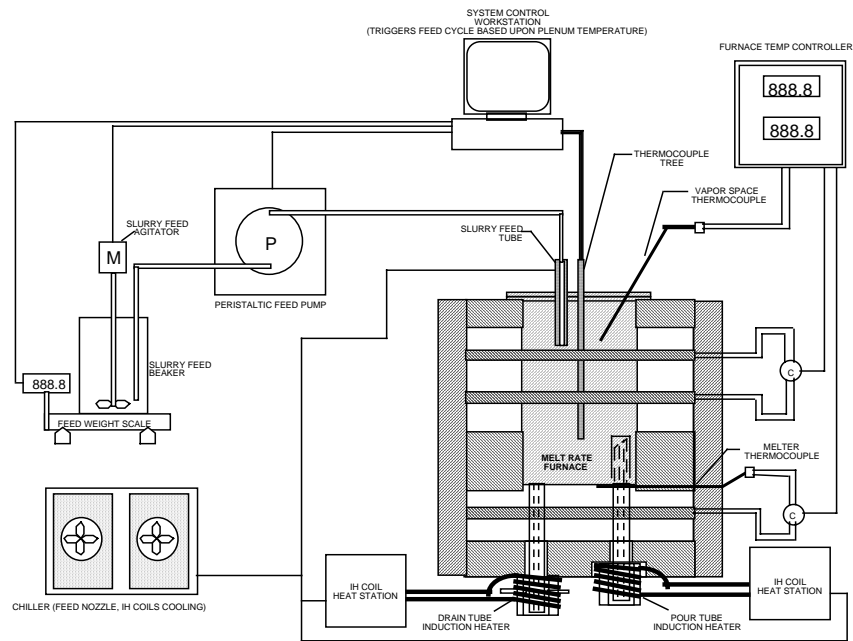 SYSTEM CONTROL
WORKSTATION
(TRIGGERS FEED CYCLE BASED UPON PLENUM TEMPERATURE)
FURNACE TEMP CONTROLLER
888.8
888.8
THERMOCOUPLE
TREE
VAPOR SPACE
THERMOCOUPLE
SLURRY FEED
AGITATOR
M
P
SLURRY FEED
TUBE
PERISTALTIC FEED PUMP
SLURRY FEED
BEAKER
888.8
FEED WEIGHT SCALE
C
MELT RATE
FURNACE
MELTER
THERMOCOUPLE
C
IH COIL
HEAT STATION
IH COIL
HEAT STATION
CHILLER (FEED NOZZLE, IH COILS COOLING)
DRAIN TUBE
INDUCTION HEATER
POUR TUBE
INDUCTION HEATER